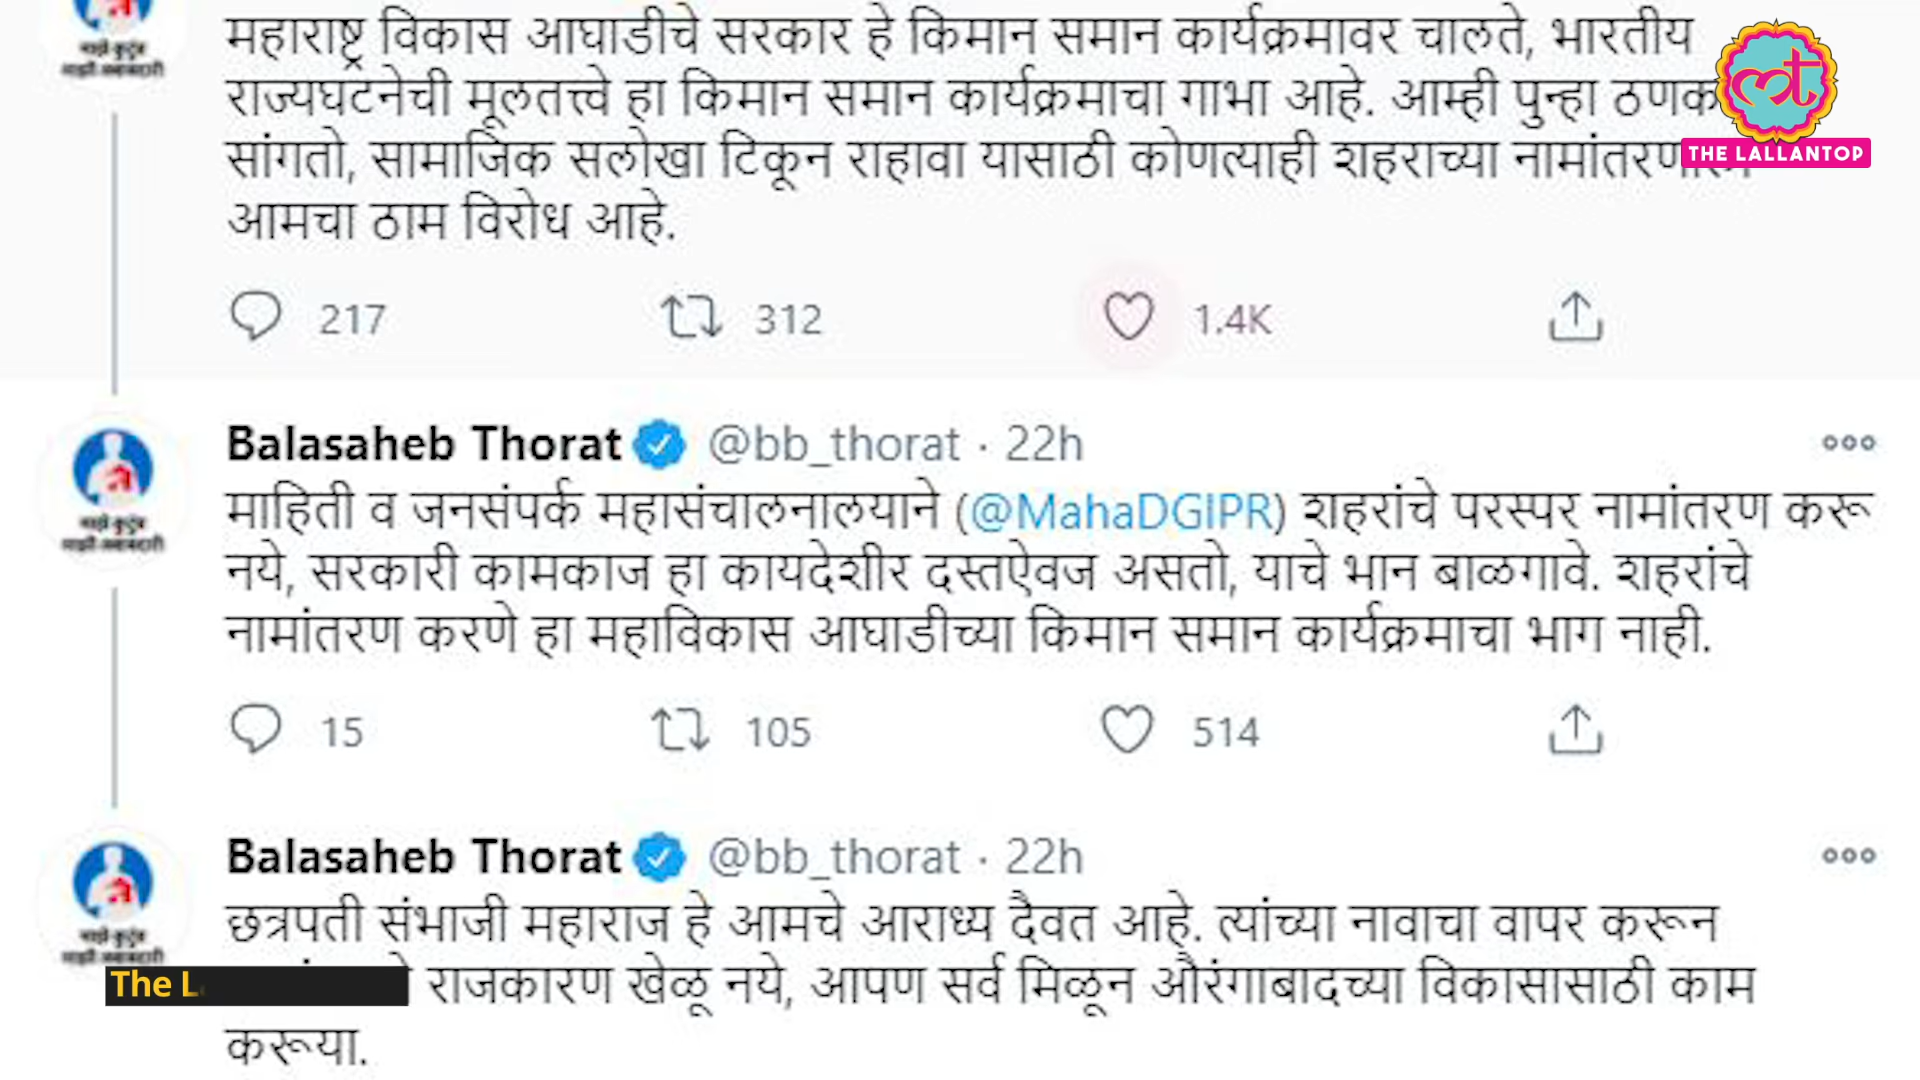 महाराष्ट्र विकास आघाडीचे सरकार हे किमान समान कार्यक्रमावर चालते, भारतीय
राज्यघटनेची मूलतत्त्वे हा किमान समान कार्यक्रमाचा गाभा आहे. आम्ही पुन्हा
सांगतो, सामाजिक सलोखा टिकून राहावा यासाठी कोणत्याही शहराच्या
आमचा ठाम विरोध आहे.
THE LALLANTOP
217 312 1.4K
Balasaheb Thorat @bb_thorat · 22h
माहिती व जनसंपर्क महासंचालनालयाने (@MahaDGIPR) शहरांचे परस्पर नामांतरण करू
नये, सरकारी कामकाज हा कायदेशीर दस्तऐवज असतो, याचे भान बाळगावे. शहरांचे
नामांतरण करणे हा महाविकास आघाडीच्या किमान समान कार्यक्रमाचा भाग नाही.
15 105 514
Balasaheb Thorat @bb_thorat · 22h
छत्रपती संभाजी महाराज हे आमचे आराध्य दैवत आहे. त्यांच्या नावाचा वापर करून
The राजकारण खेळू नये, आपण सर्व मिळून औरंगाबादच्या विकासासाठी काम
करूया.